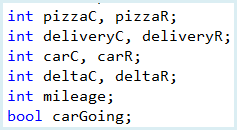 int pizzaC, pizzaR;
int deliveryC, deliveryR;
int carC, carR;
int deltaC, deltaR;
int mileage;
bool carGoing;